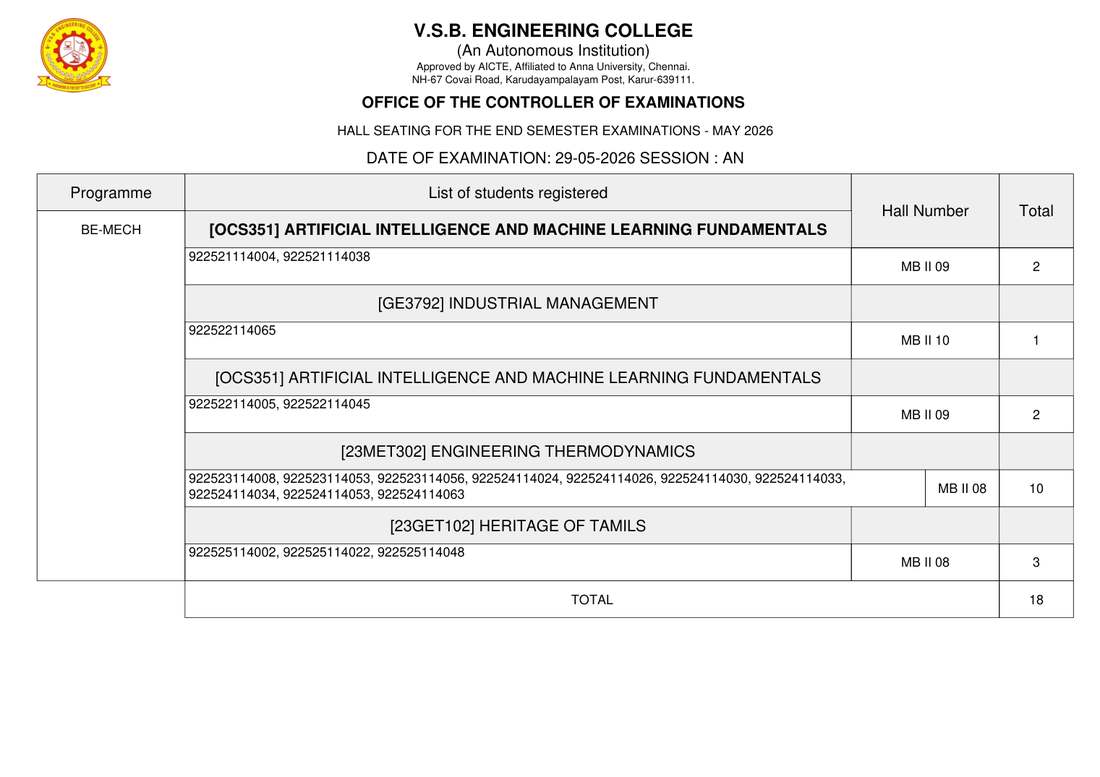 V.S.B. ENGINEERING COLLEGE
(An Autonomous Institution)
Approved by AICTE, Affiliated to Anna University, Chennai.
NH-67 Covai Road, Karudayampalayam Post, Karur-639111.
OFFICE OF THE CONTROLLER OF EXAMINATIONS
HALL SEATING FOR THE END SEMESTER EXAMINATIONS - MAY 2026
DATE OF EXAMINATION: 29-05-2026 SESSION : AN
Programme List of students registered Hall Number Total
BE-MECH [OCS351] ARTIFICIAL INTELLIGENCE AND MACHINE LEARNING FUNDAMENTALS
922521114004, 922521114038 MB II 09 2
[GE3792] INDUSTRIAL MANAGEMENT
922522114065 MB II 10 1
[OCS351] ARTIFICIAL INTELLIGENCE AND MACHINE LEARNING FUNDAMENTALS
922522114005, 922522114045 MB II 09 2
[23MET302] ENGINEERING THERMODYNAMICS
922523114008, 922523114053, 922523114056, 922524114024, 922524114026, 922524114030, 922524114033,
922524114034, 922524114053, 922524114063 MB II 08 10
[23GET102] HERITAGE OF TAMILS
922525114002, 922525114022, 922525114048 MB II 08 3
TOTAL 18